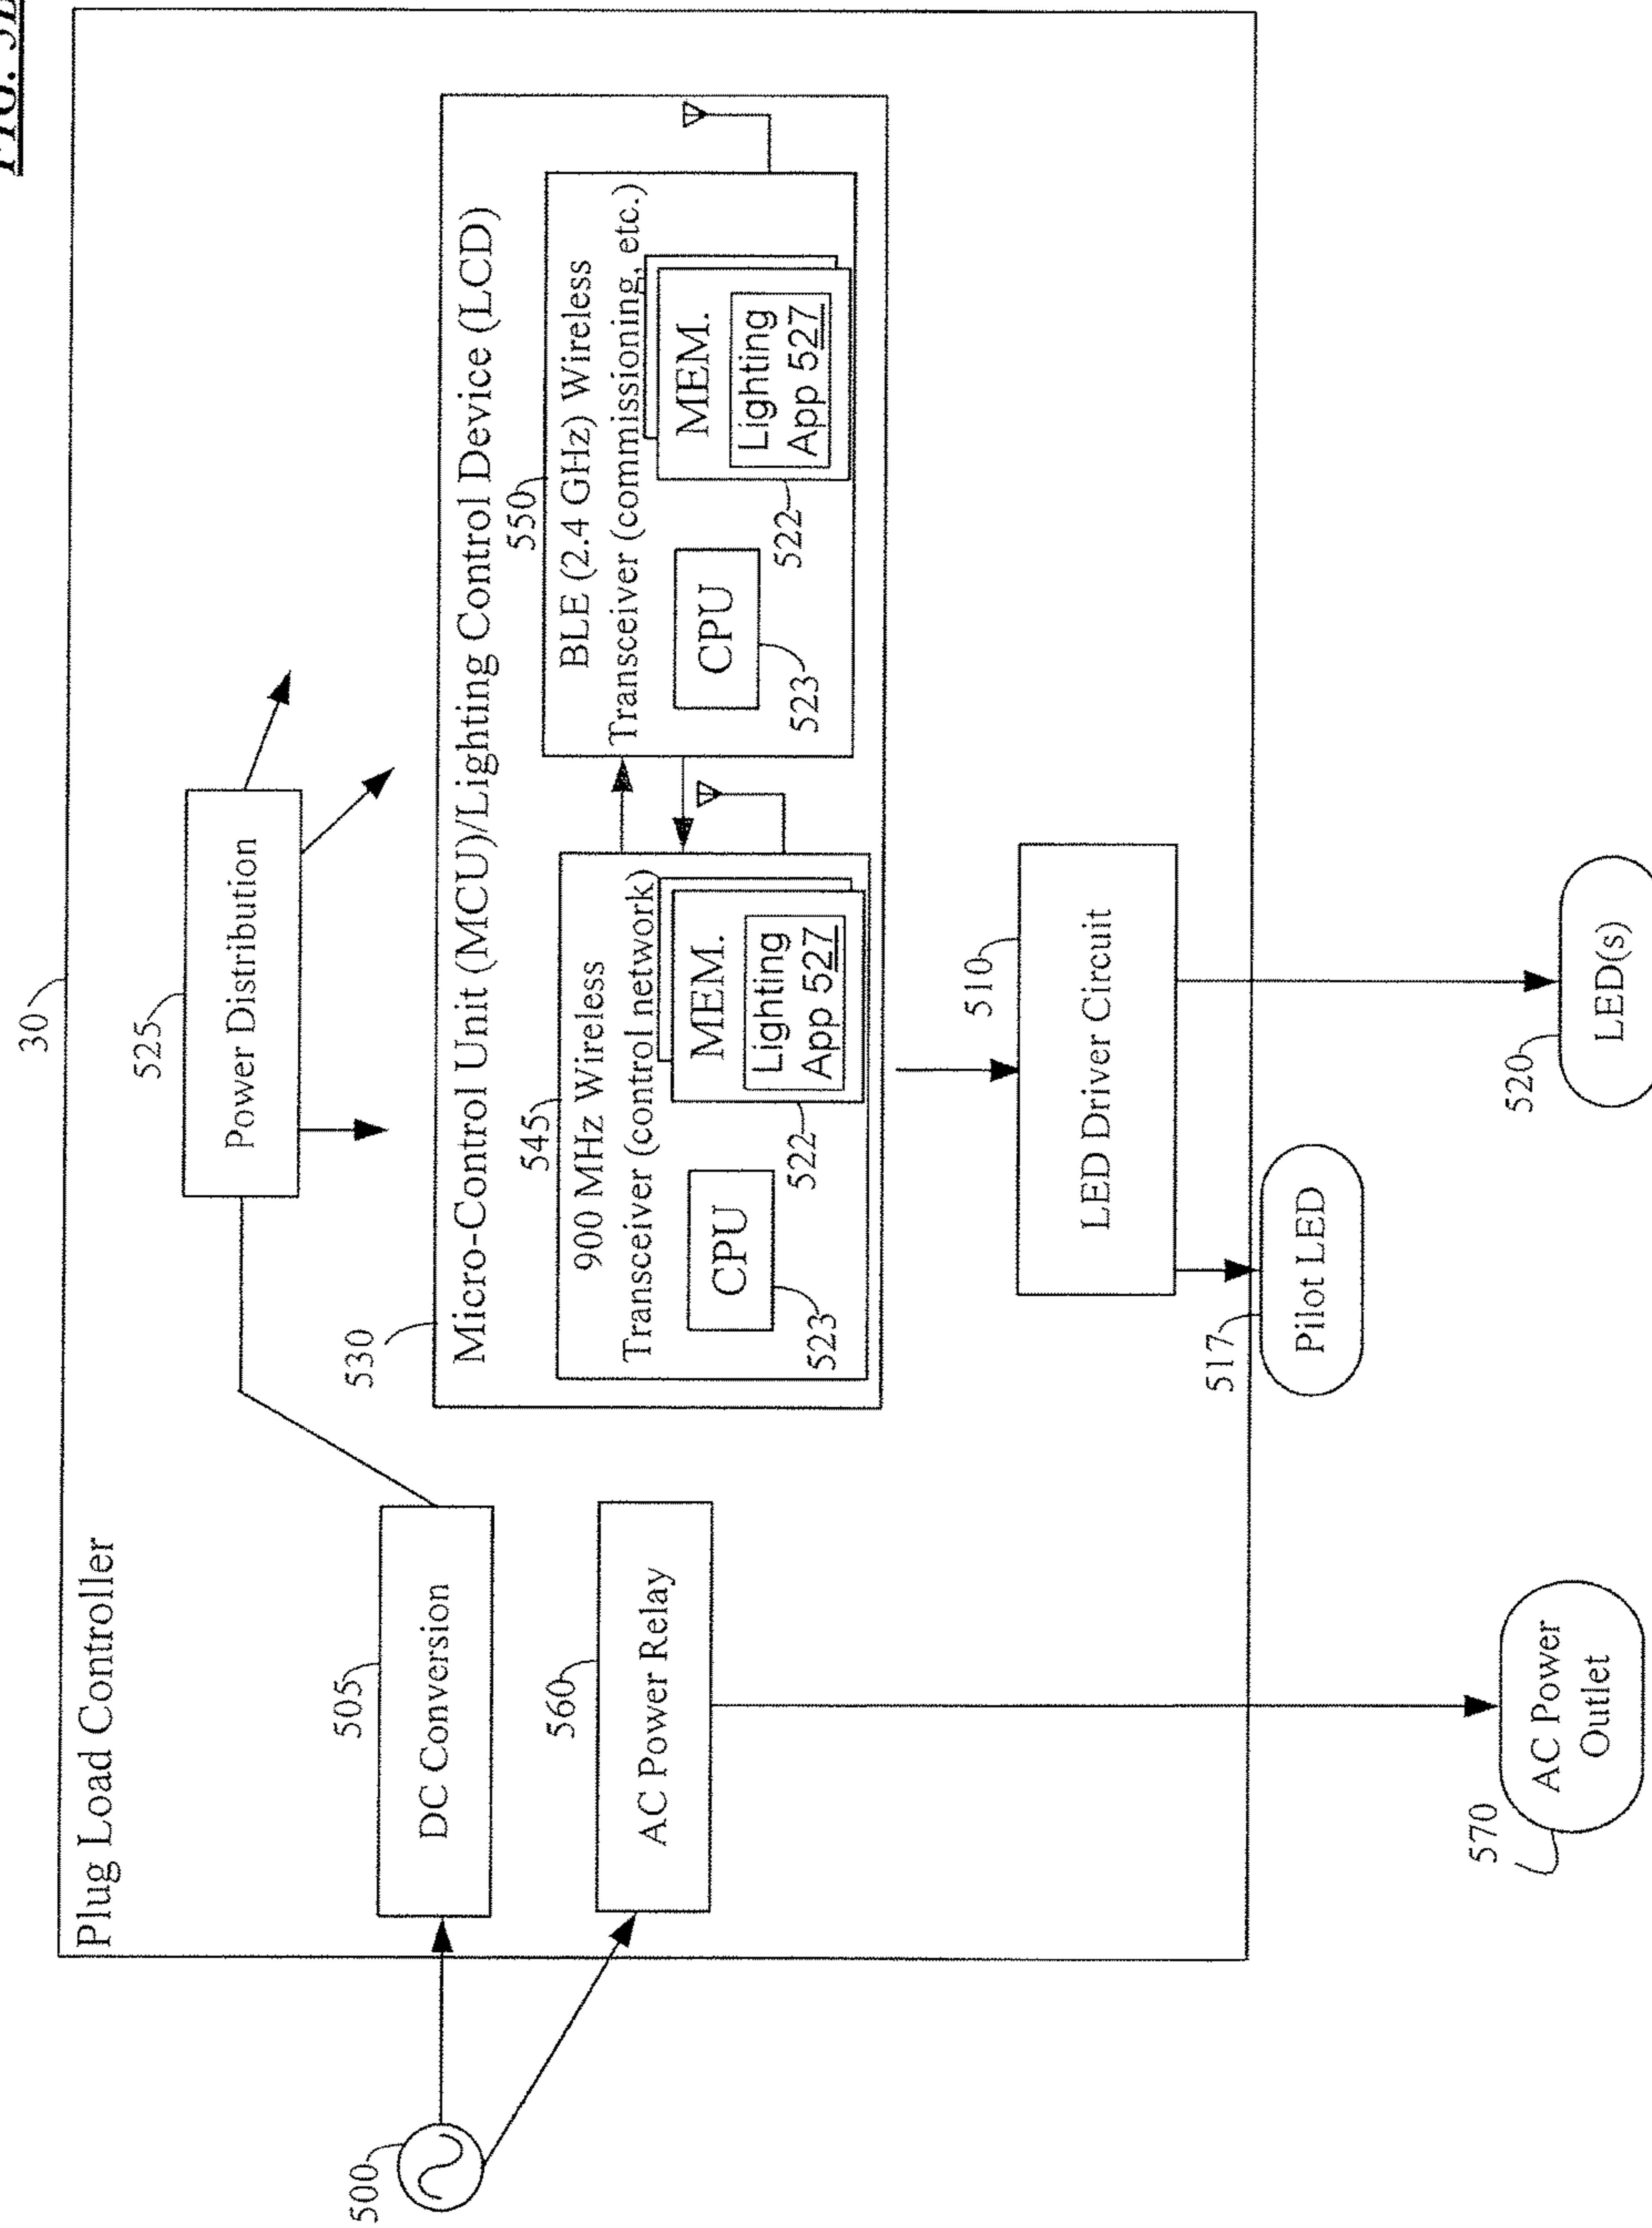 30
Plug Load Controller
525
Power Distribution
505
DC Conversion
500
560
AC Power Relay
530
Micro-Control Unit (MCU)/Lighting Control Device (LCD)
545
900 MHz Wireless
Transceiver (control network)
CPU
523
MEM.
Lighting
App 527
522
550
BLE (2.4 GHz) Wireless
Transceiver (commissioning, etc.)
CPU
523
MEM.
Lighting
App 527
522
510
LED Driver Circuit
517
Pilot LED
520
LED(s)
570
AC Power
Outlet